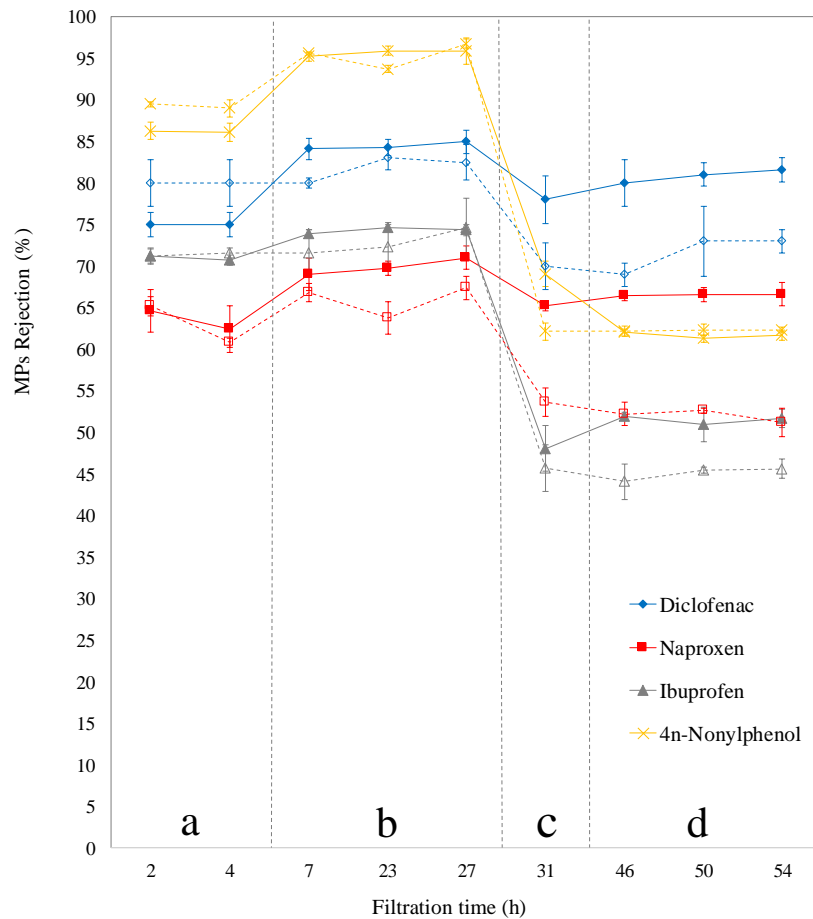 MPs Rejection (%)
100
95
90
85
80
75
70
65
60
55
50
45
40
35
30
25
20
15
10
5
0
Diclofenac
Naproxen
Ibuprofen
4n-Nonylphenol
a b c d
2 4 7 23 27 31 46 50 54
Filtration time (h)